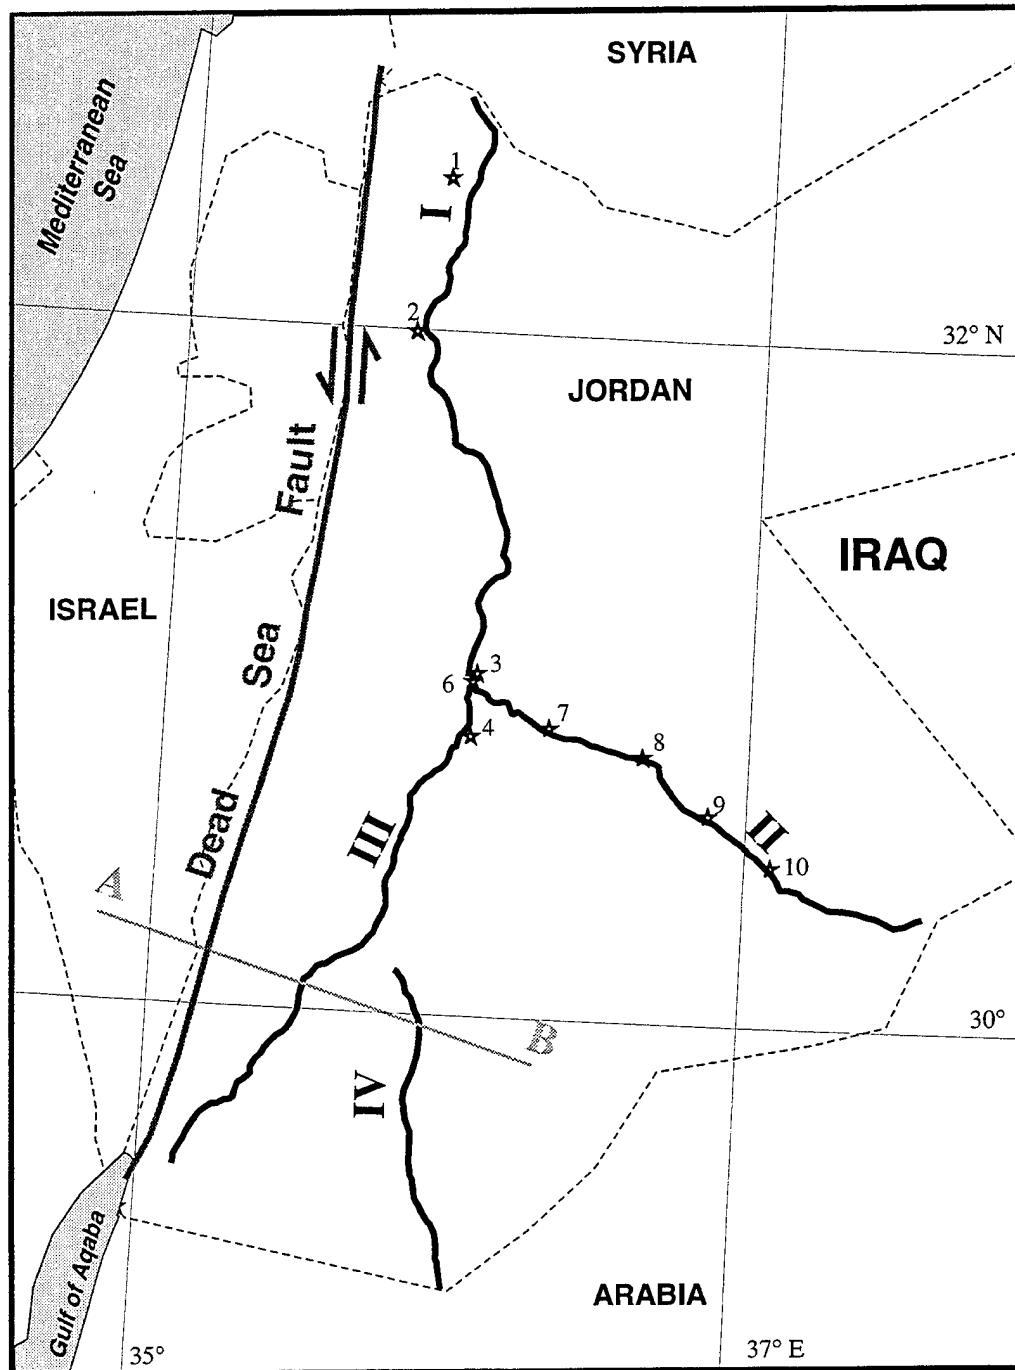 SYRIA
Mediterranean
Sea
1
I
2
32° N
JORDAN
Fault
IRAQ
ISRAEL
Sea
3
6
7
4
8
9
II
10
III
Dead
A
30°
B
IV
ARABIA
Gulf of Aqaba
35°
37° E